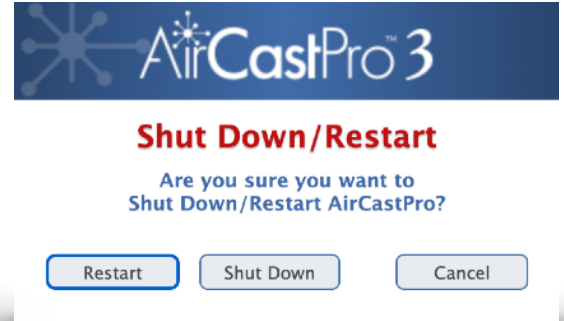 AirCastPro™ 3
Shut Down/Restart
Are you sure you want to
Shut Down/Restart AirCastPro?
Restart Shut Down Cancel